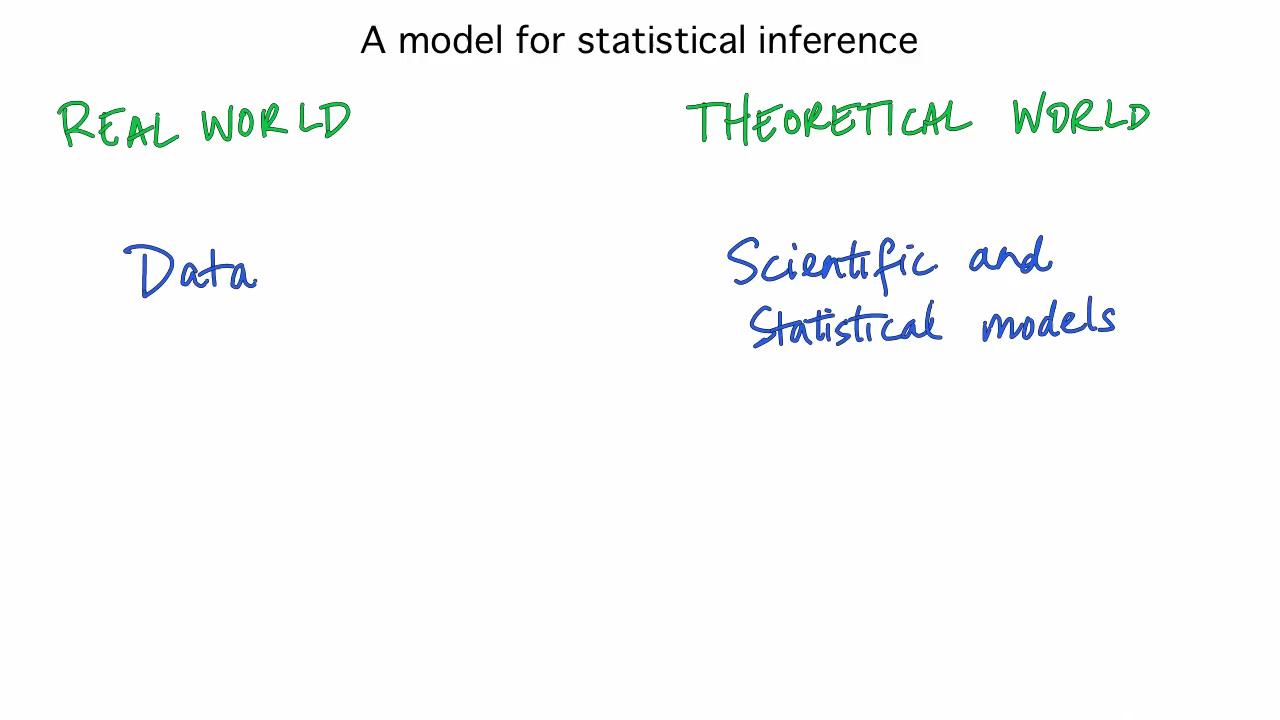 A model for statistical inference
REAL WORLD
THEORETICAL WORLD
Data
Scientific and
Statistical models